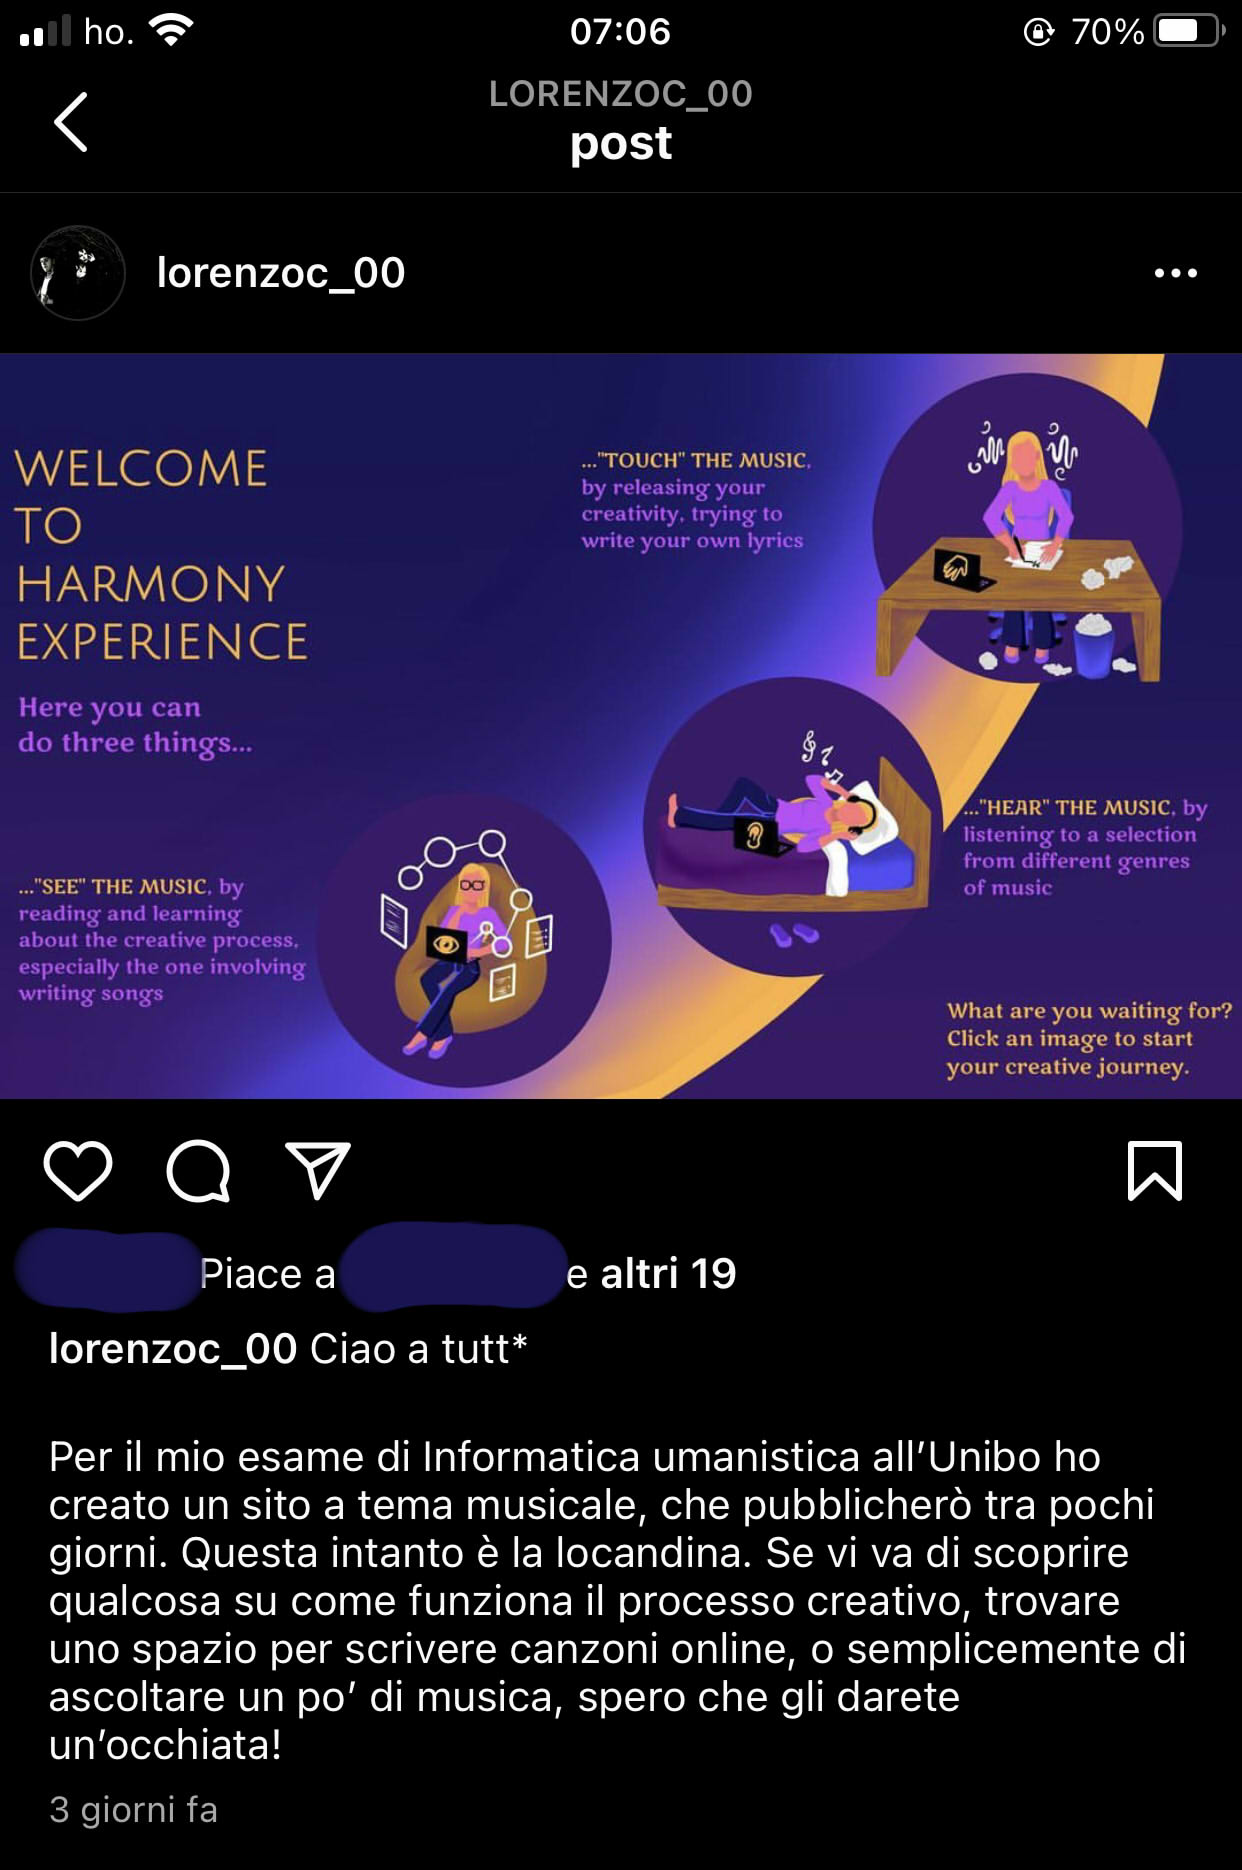 ho.
07:06
70%
LORENZOC_00
post
lorenzoc_00
WELCOME
TO
HARMONY
EXPERIENCE
Here you can
do three things...
..."TOUCH" THE MUSIC,
by releasing your
creativity, trying to
write your own lyrics
..."HEAR" THE MUSIC, by
listening to a selection
from different genres
of music
..."SEE" THE MUSIC, by
reading and learning
about the creative process,
especially the one involving
writing songs
What are you waiting for?
Click an image to start
your creative journey.
Piace a e altri 19
lorenzoc_00 Ciao a tutt*
Per il mio esame di Informatica umanistica all’Unibo ho
creato un sito a tema musicale, che pubblicherò tra pochi
giorni. Questa intanto è la locandina. Se vi va di scoprire
qualcosa su come funziona il processo creativo, trovare
uno spazio per scrivere canzoni online, o semplicemente di
ascoltare un po’ di musica, spero che gli darete
un’occhiata!
3 giorni fa